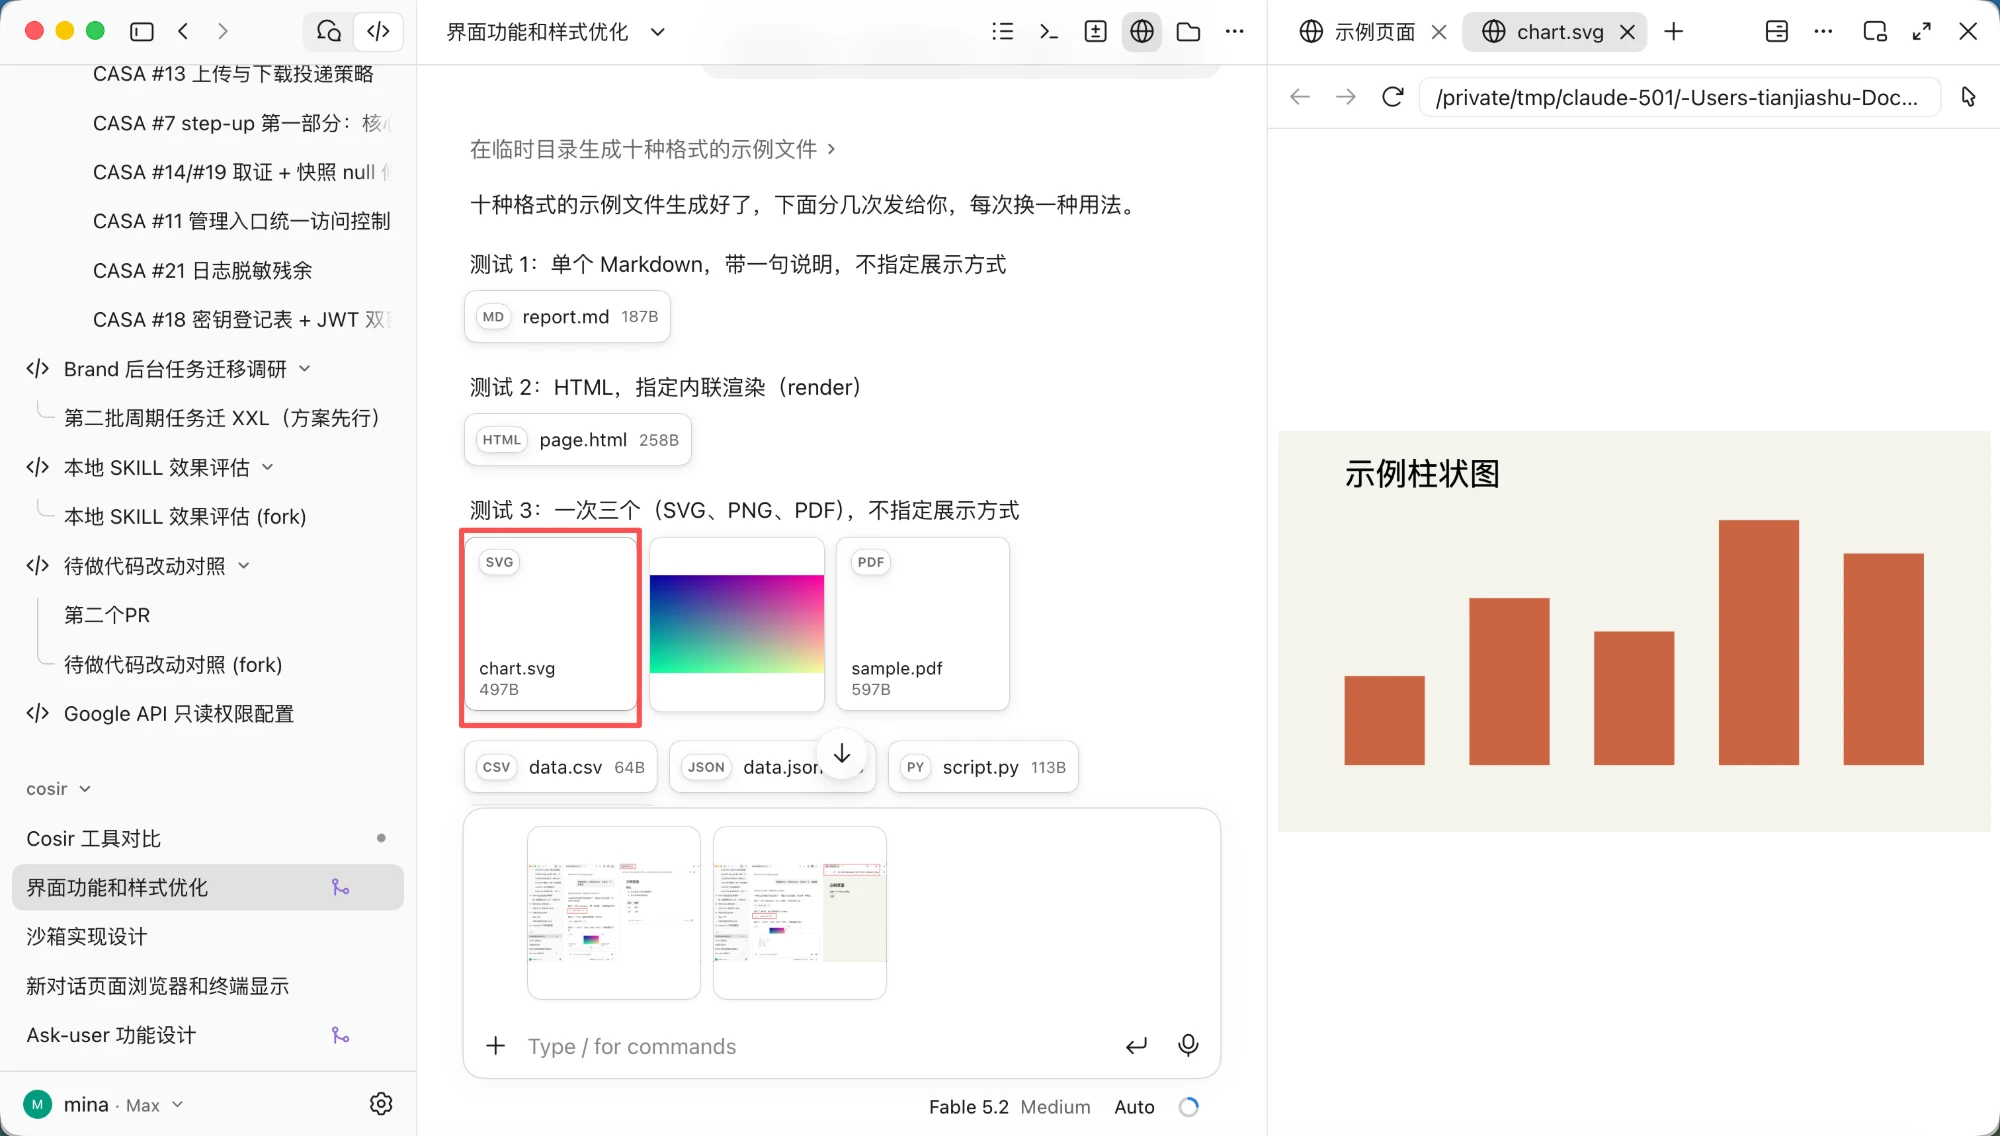 界面功能和样式优化
示例页面
chart.svg
/private/tmp/claude-501/-Users-tianjiashu-Doc...
CASA #13 上传与下载投递策略
CASA #7 step-up 第一部分：核心
CASA #14/#19 取证 + 快照 null
CASA #11 管理入口统一访问控制
CASA #21 日志脱敏残余
CASA #18 密钥登记表 + JWT 双
Brand 后台任务迁移调研
第二批周期任务迁 XXL（方案先行）
本地 SKILL 效果评估
本地 SKILL 效果评估 (fork)
待做代码改动对照
第二个PR
待做代码改动对照 (fork)
Google API 只读权限配置
cosir
Cosir 工具对比
界面功能和样式优化
沙箱实现设计
新对话页面浏览器和终端显示
Ask-user 功能设计
M mina · Max
在临时目录生成十种格式的示例文件
十种格式的示例文件生成好了，下面分几次发给你，每次换一种用法。
测试 1：单个 Markdown，带一句说明，不指定展示方式
MD report.md 187B
测试 2：HTML，指定内联渲染（render）
HTML page.html 258B
测试 3：一次三个（SVG、PNG、PDF），不指定展示方式
SVG
chart.svg
497B
PDF
sample.pdf
597B
CSV data.csv 64B
JSON data.json
PY script.py 113B
Type / for commands
Fable 5.2 Medium Auto
示例柱状图